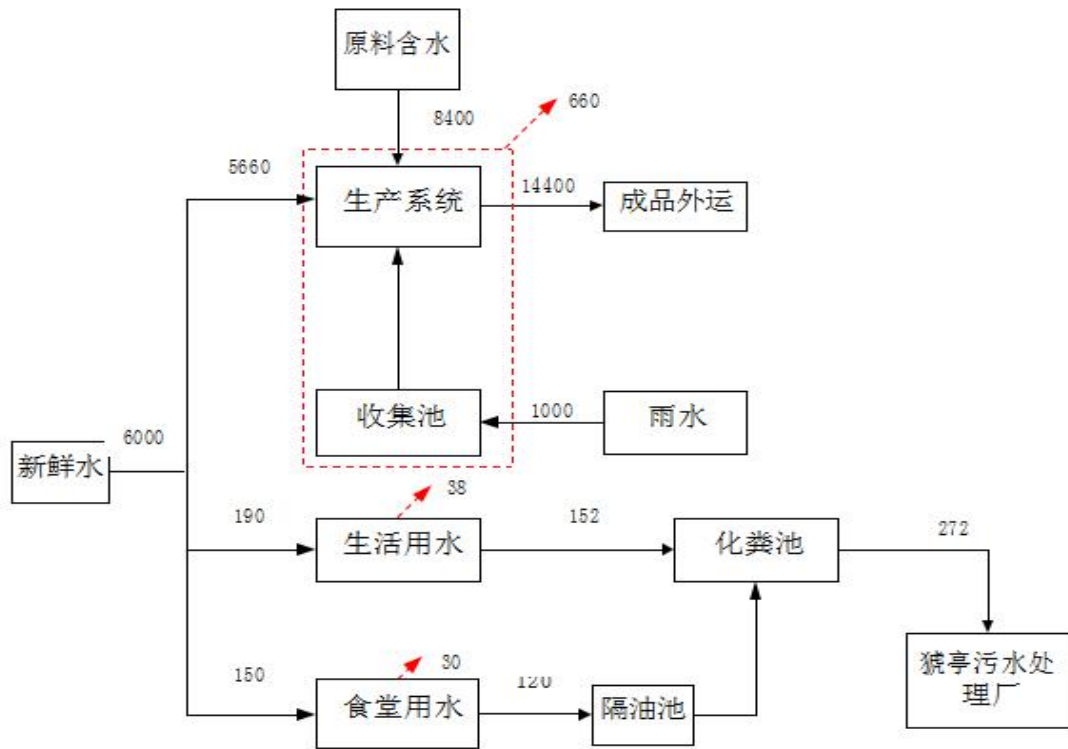 原料含水
660
8400
5660
生产系统
14400
成品外运
收集池
1000
雨水
6000
新鲜水
38
190
生活用水
152
化粪池
272
30
150
食堂用水
120
隔油池
猇亭污水处
理厂